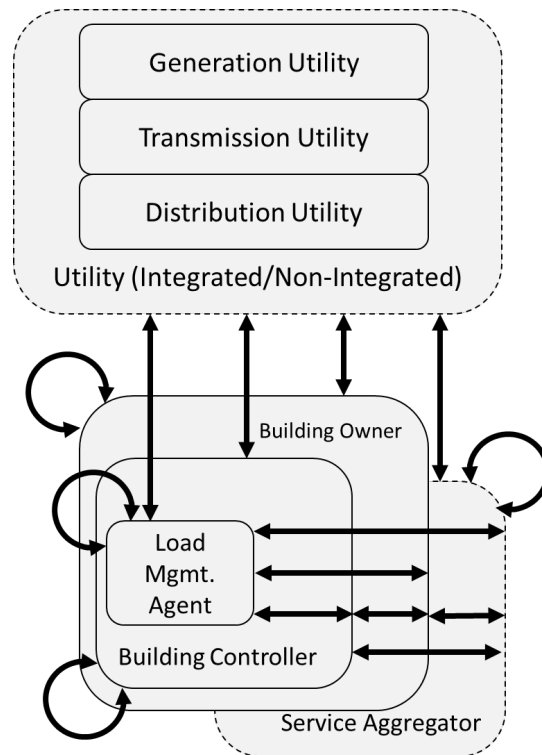 Generation Utility
Transmission Utility
Distribution Utility
Utility (Integrated/Non-Integrated)
Building Owner
Load
Mgmt.
Agent
Building Controller
Service Aggregator